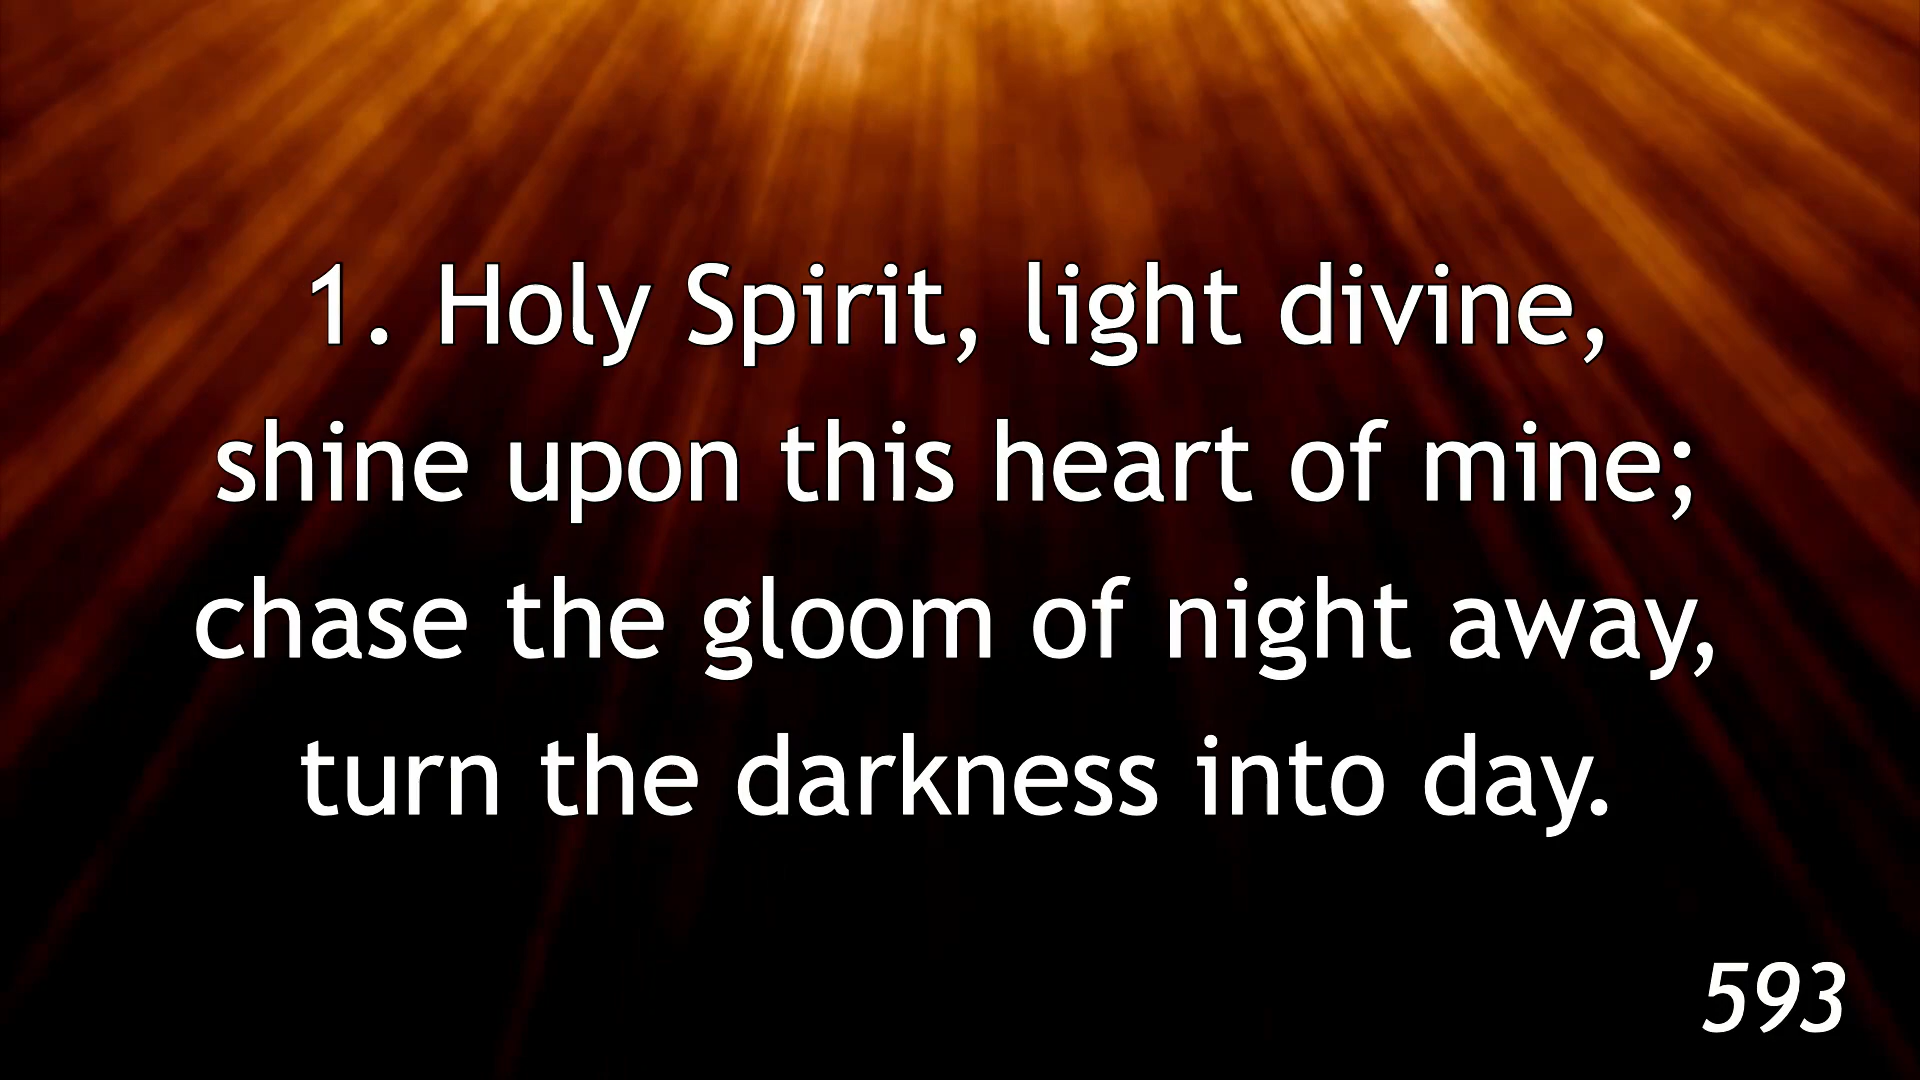 1. Holy Spirit, light divine,
shine upon this heart of mine;
chase the gloom of night away,
turn the darkness into day.
593